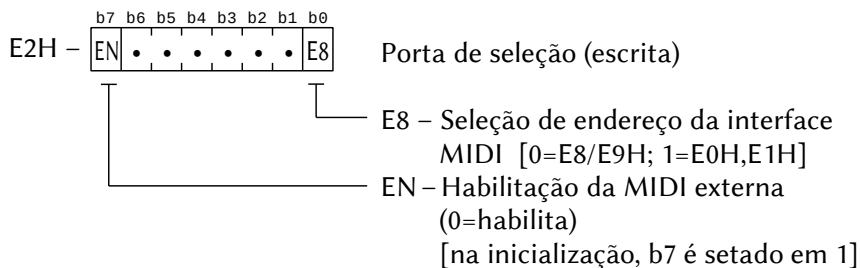 b7 b6 b5 b4 b3 b2 b1 b0
E2H – EN • • • • • • E8 Porta de seleção (escrita)
E8 – Seleção de endereço da interface
MIDI [0=E8/E9H; 1=E0H,E1H]
EN – Habilitação da MIDI externa
(0=habilita)
[na inicialização, b7 é setado em 1]